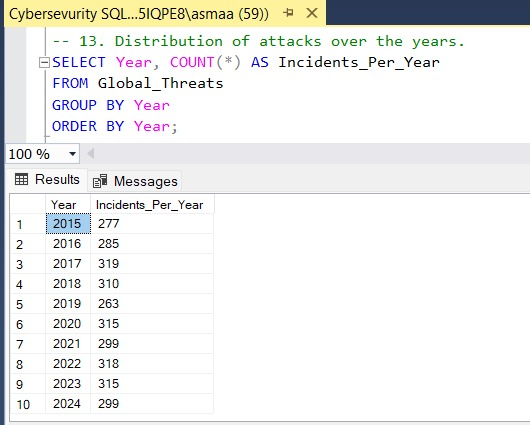 Cybersevurity SQL...5IQPE8\asmaa (59))
-- 13. Distribution of attacks over the years.
SELECT Year, COUNT(*) AS Incidents_Per_Year
FROM Global_Threats
GROUP BY Year
ORDER BY Year;
100 %
Results Messages
Year Incidents_Per_Year
1 2015 277
2 2016 285
3 2017 319
4 2018 310
5 2019 263
6 2020 315
7 2021 299
8 2022 318
9 2023 315
10 2024 299